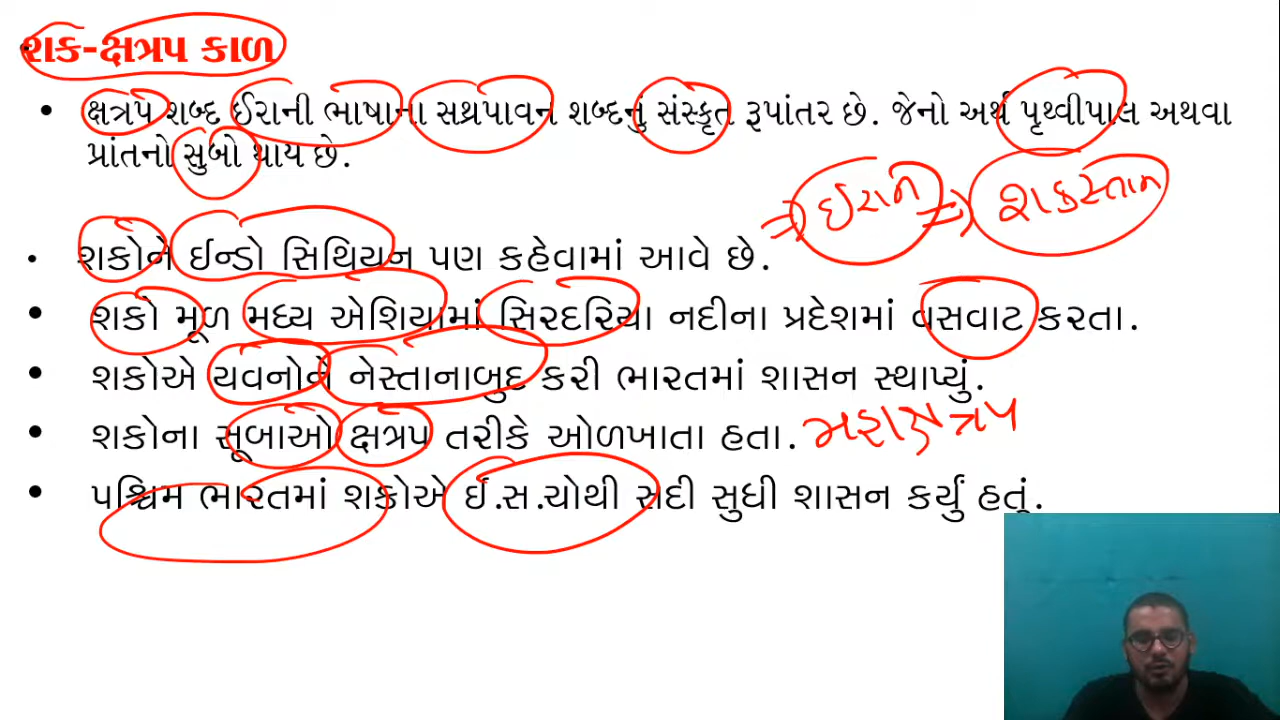 શક-ક્ષત્રપ કાળ
• ક્ષત્રપ શબ્દ ઈરાની ભાષાના સથ્રપાવન શબ્દનું સંસ્કૃત રૂપાંતર છે. જેનો અર્થ પૃથ્વીપાલ અથવા
પ્રાંતનો સુબો થાય છે.
⇒ ઈરાન ⇒ શકસ્તાન
• શકોને ઈન્ડો સિથિયન પણ કહેવામાં આવે છે.
• શકો મૂળ મધ્ય એશિયામાં સિરદરિયા નદીના પ્રદેશમાં વસવાટ કરતા.
• શકોએ યવનોને નેસ્તાનાબુદ કરી ભારતમાં શાસન સ્થાપ્યું.
• શકોના સૂબાઓ ક્ષત્રપ તરીકે ઓળખાતા હતા. મહાક્ષત્રપ
• પશ્ચિમ ભારતમાં શકોએ ઈ.સ.ચોથી સદી સુધી શાસન કર્યું હતું.